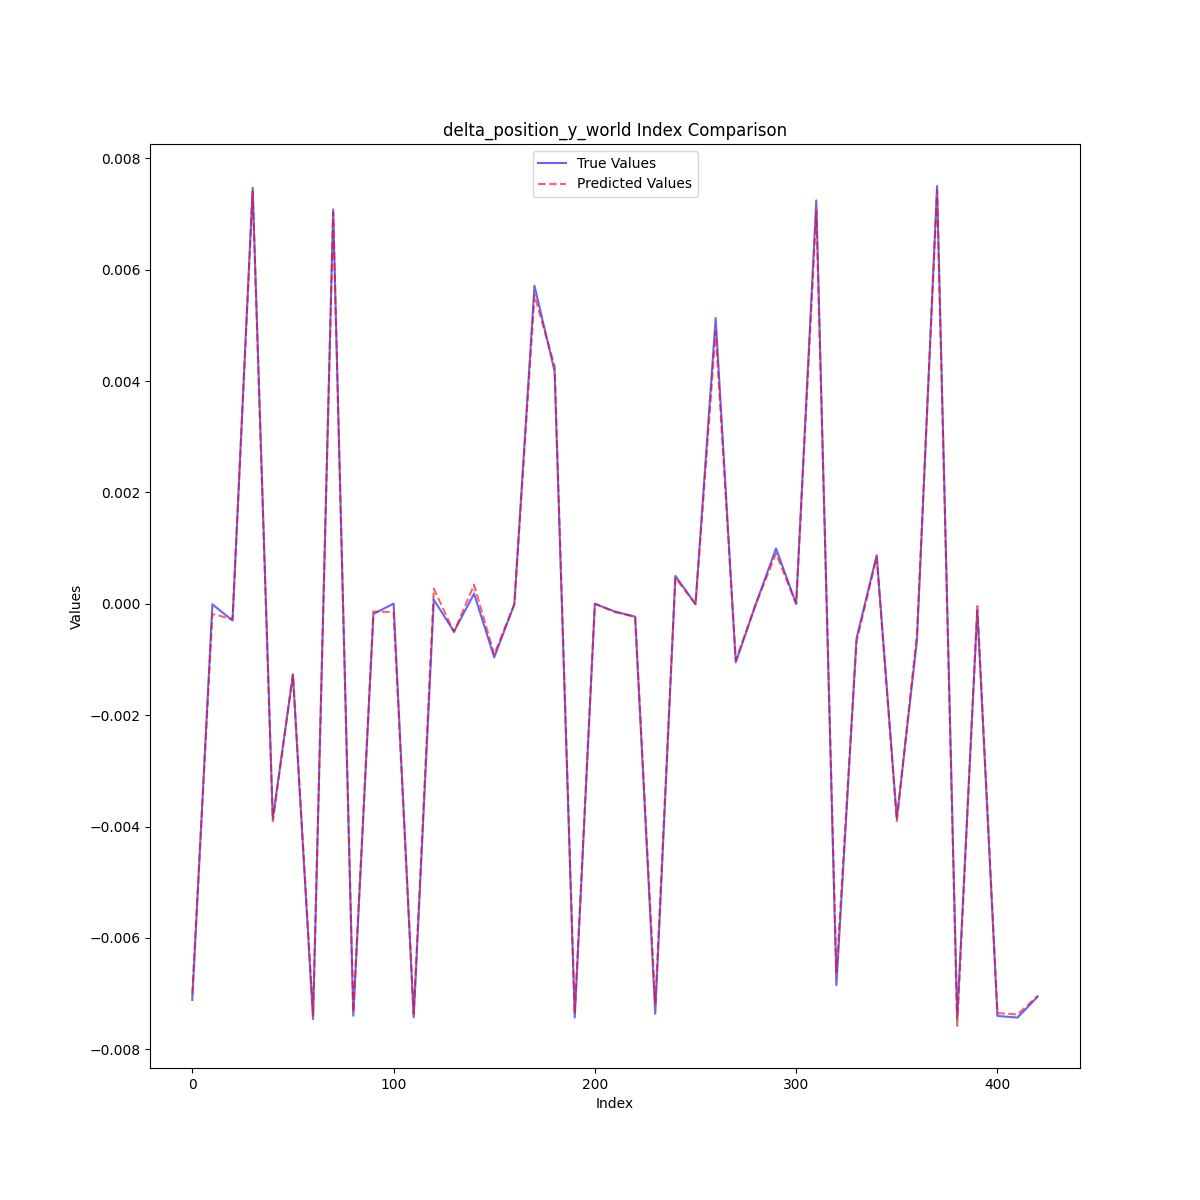 delta_position_y_world Index Comparison
True Values
Predicted Values
0.008
0.006
0.004
0.002
0.000
−0.002
−0.004
−0.006
−0.008
Values
0
100
200
300
400
Index